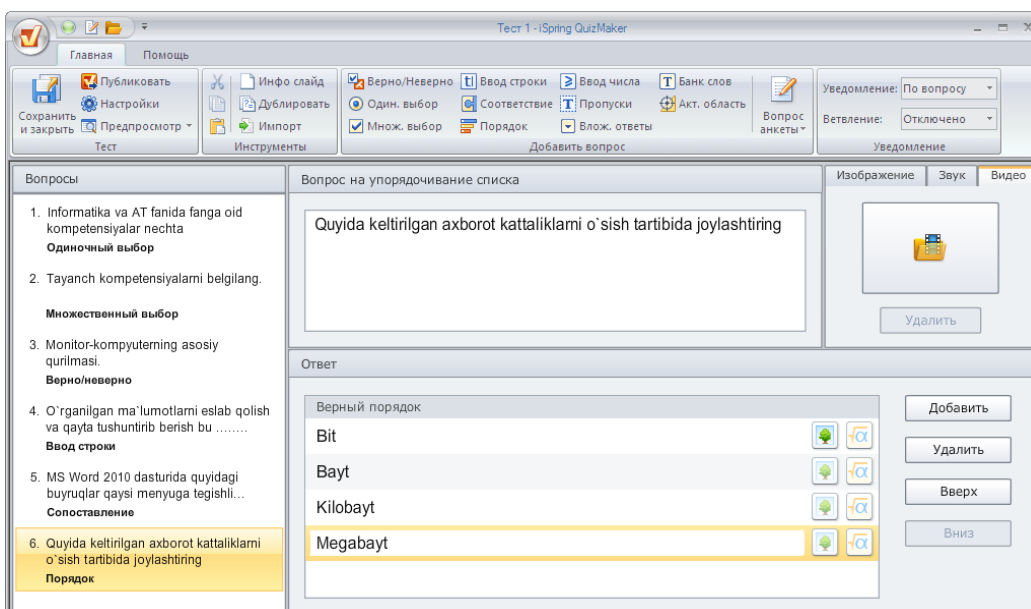 Тест 1 - iSpring QuizMaker
Главная Помощь
Сохранить и закрыть
Публиковать
Настройки
Предпросмотр
Тест
Инфо слайд
Дублировать
Импорт
Инструменты
Верно/Неверно
Один. выбор
Множ. выбор
Ввод строки
Соответствие
Порядок
Ввод числа
Пропуски
Влож. ответы
Банк слов
Акт. область
Вопрос анкеты
Добавить вопрос
Уведомление: По вопросу
Ветвление: Отключено
Уведомление
Вопросы
1. Informatika va AT fanida fanga oid
kompetensiyalar nechta
Одиночный выбор
2. Tayanch kompetensiyalarni belgilang.
Множественный выбор
3. Monitor-kompyuterning asosiy
qurilmasi.
Верно/неверно
4. O`rganilgan ma`lumotlarni eslab qolish
va qayta tushuntirib berish bu ........
Ввод строки
5. MS Word 2010 dasturida quyidagi
buyruqlar qaysi menyuga tegishli...
Сопоставление
6. Quyida keltirilgan axborot kattaliklarni
o`sish tartibida joylashtiring
Порядок
Вопрос на упорядочивание списка
Quyida keltirilgan axborot kattaliklarni o`sish tartibida joylashtiring
Изображение Звук Видео
Удалить
Ответ
Верный порядок
Bit
Bayt
Kilobayt
Megabayt
Добавить
Удалить
Вверх
Вниз